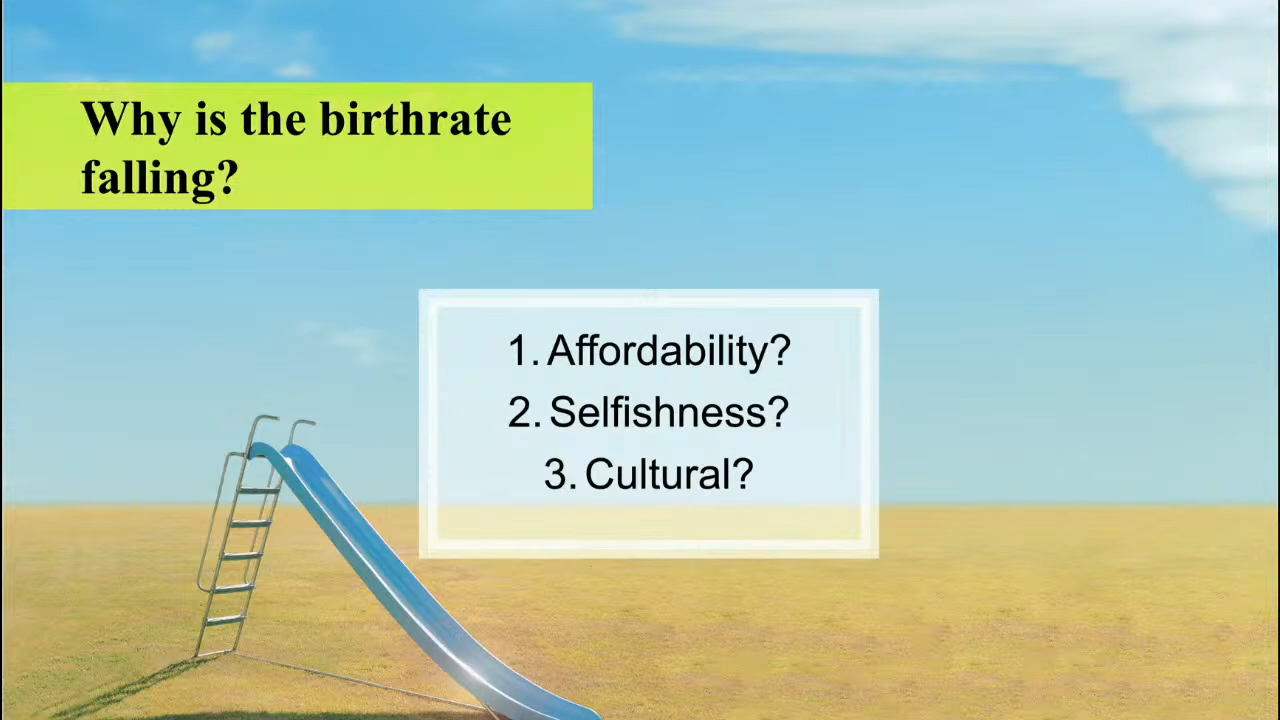 Why is the birthrate
falling?
1. Affordability?
2. Selfishness?
3. Cultural?